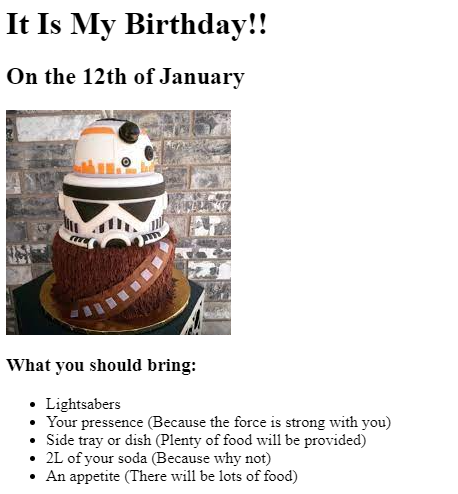 It Is My Birthday!!
On the 12th of January
What you should bring:
• Lightsabers
• Your pressence (Because the force is strong with you)
• Side tray or dish (Plenty of food will be provided)
• 2L of your soda (Because why not)
• An appetite (There will be lots of food)